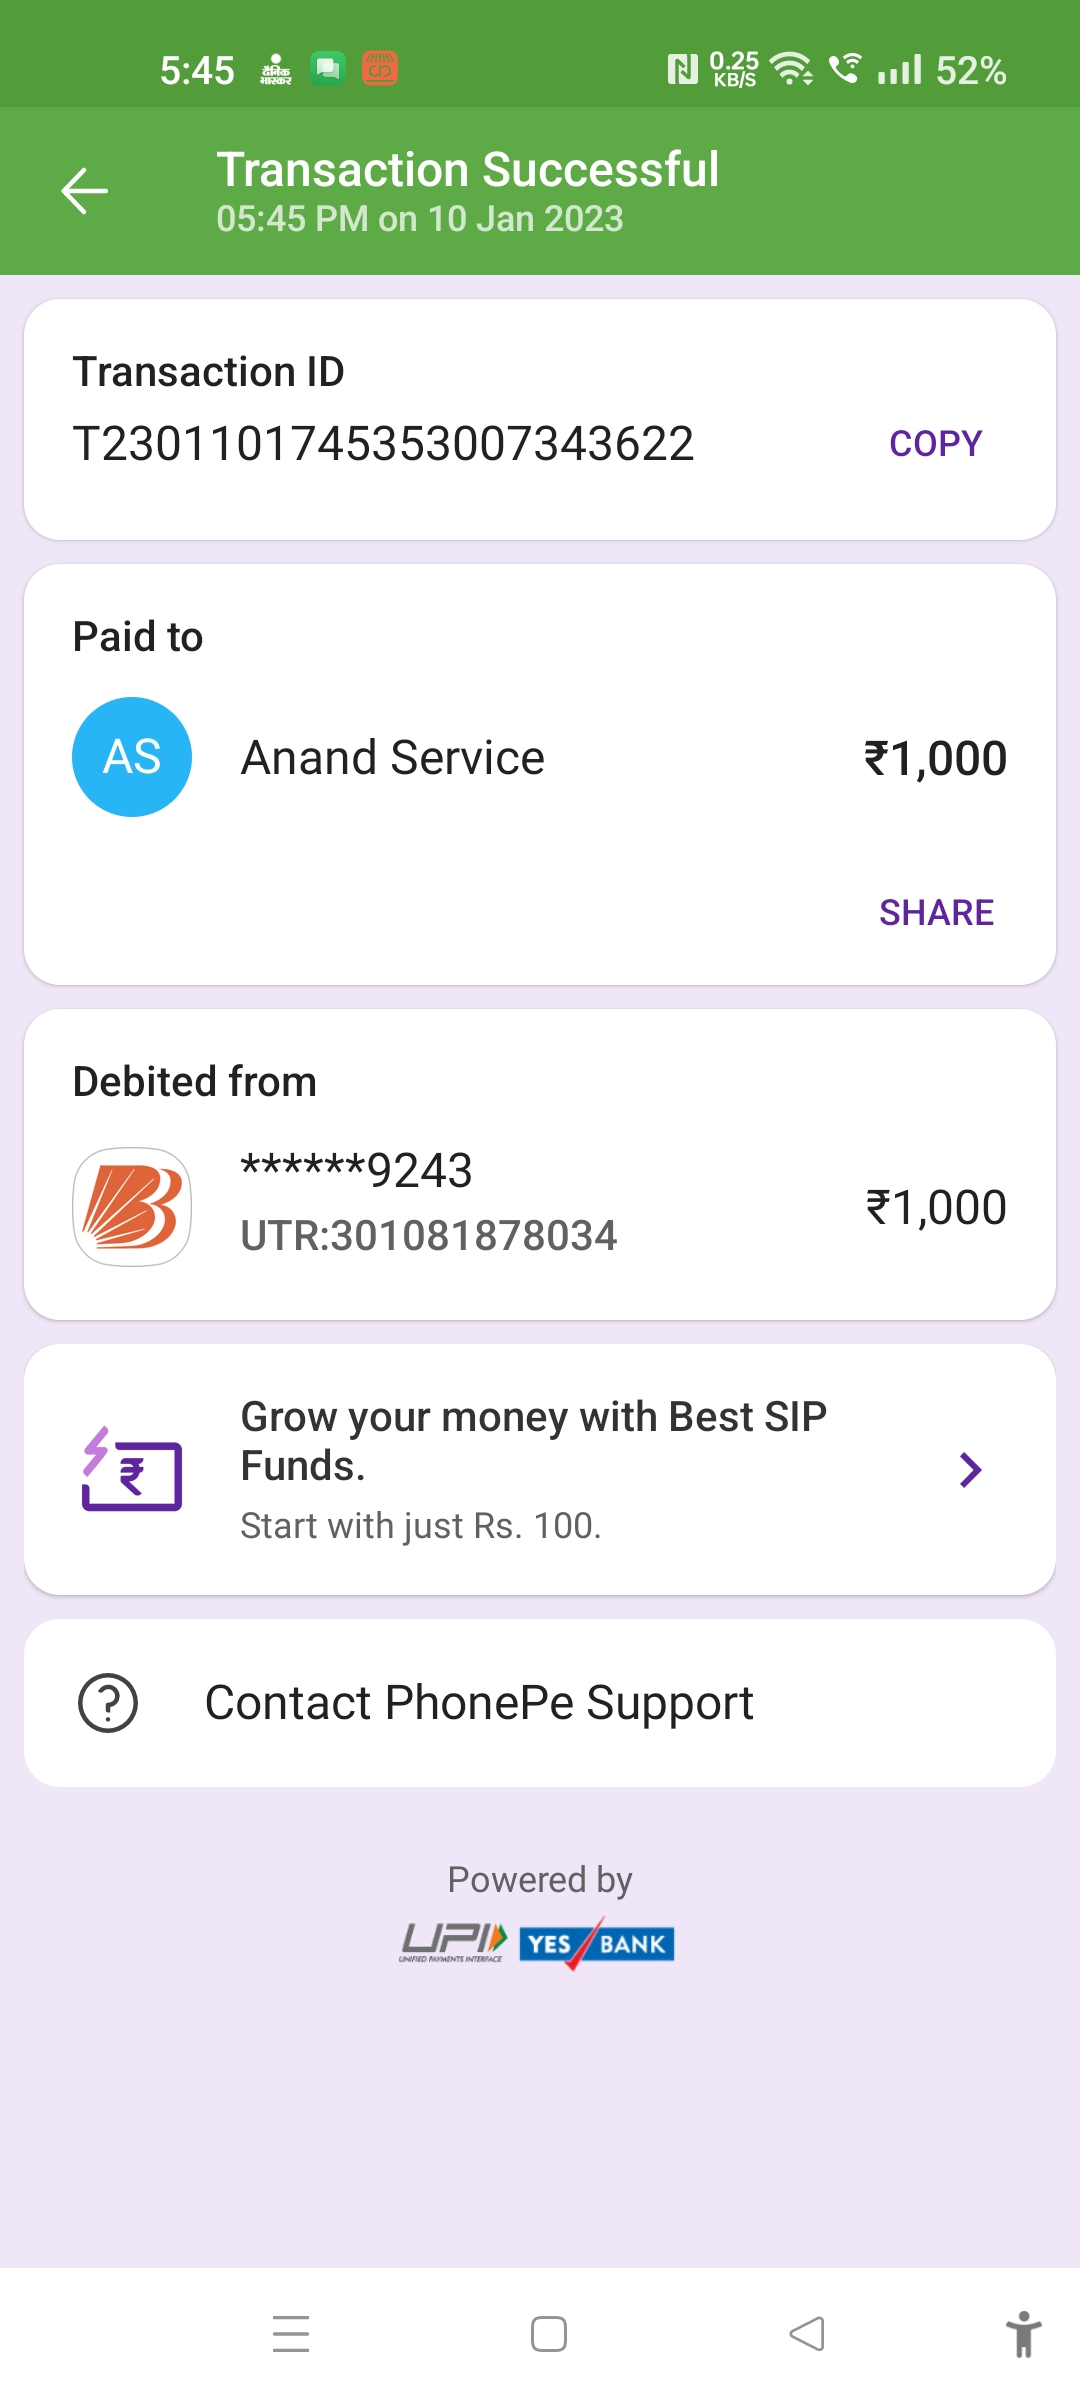 5:45 दैनिक भास्कर 0.25 KB/S 52%
Transaction Successful
05:45 PM on 10 Jan 2023
Transaction ID
T2301101745353007343622 COPY
Paid to
AS Anand Service ₹1,000
SHARE
Debited from
******9243
UTR:301081878034 ₹1,000
Grow your money with Best SIP
Funds.
Start with just Rs. 100.
Contact PhonePe Support
Powered by
UPI YES BANK
UNIFIED PAYMENTS INTERFACE